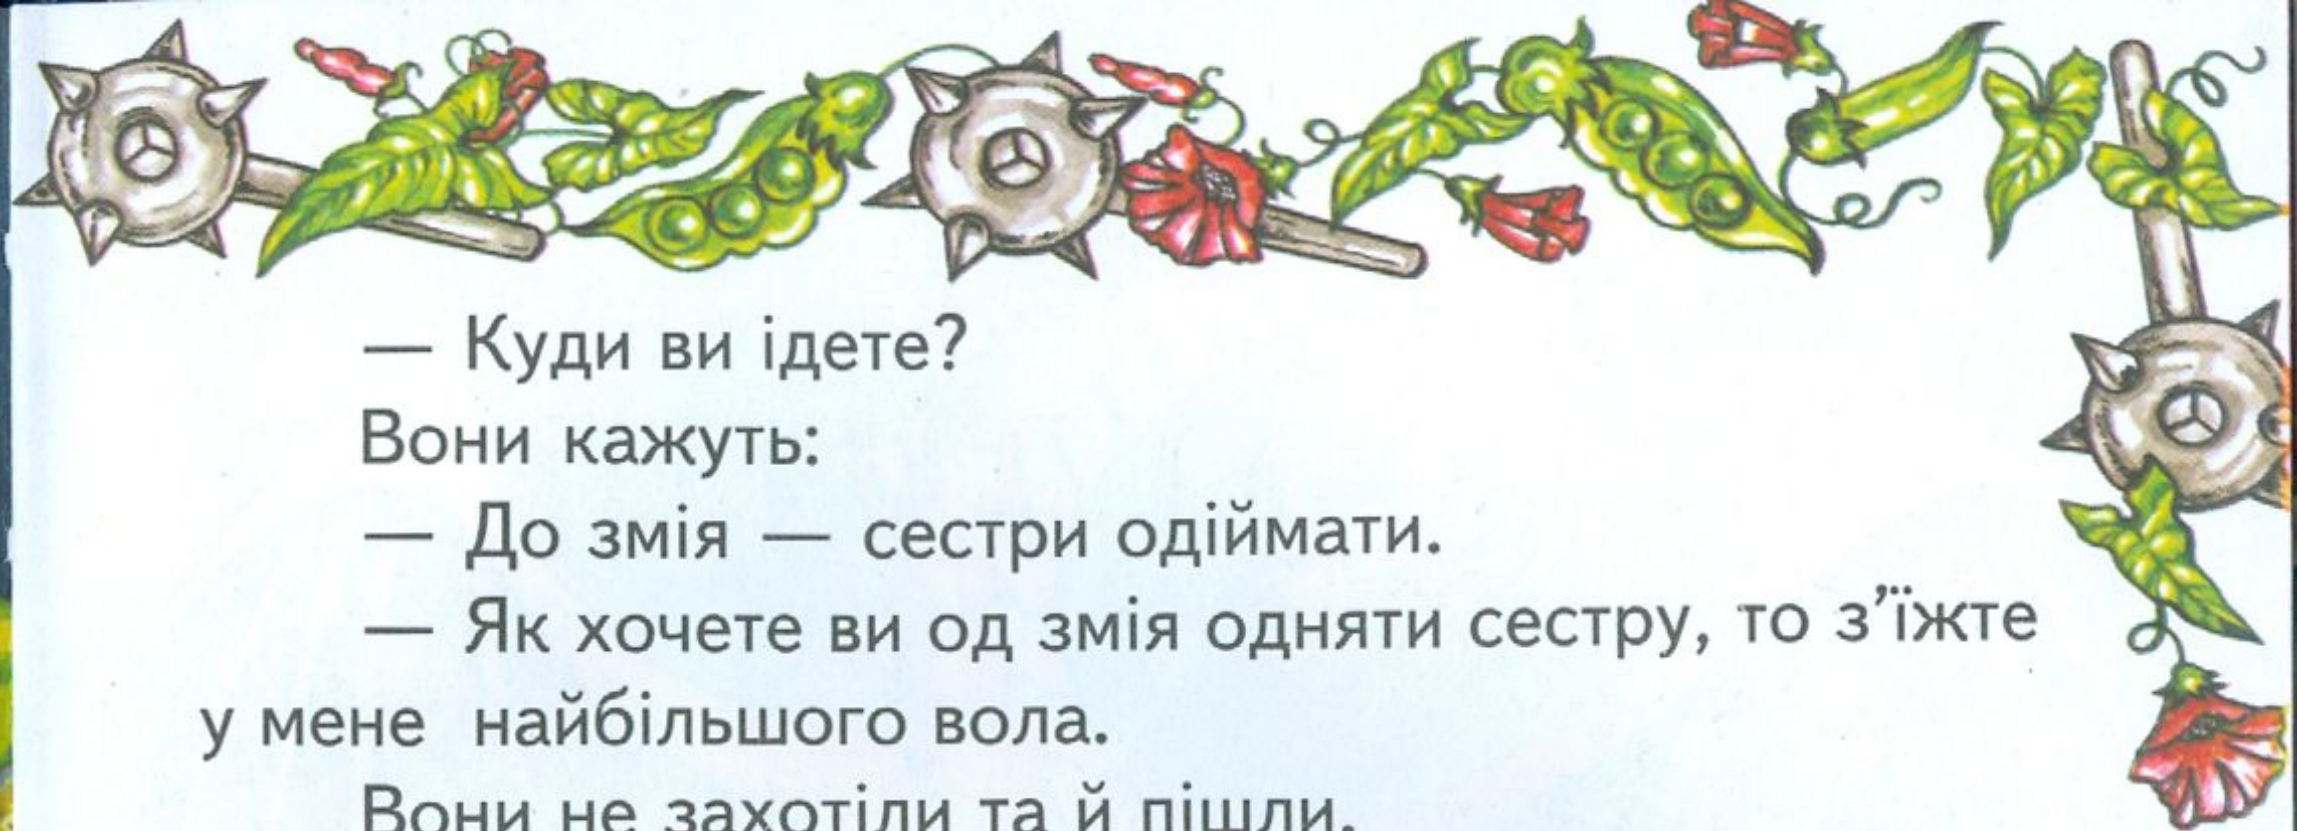 — Куди ви ідете?
Вони кажуть:
— До змія — сестри одіймати.
— Як хочете ви од змія одняти сестру, то з’їжте
у мене найбільшого вола.
Вони не захотіли та й пішли.